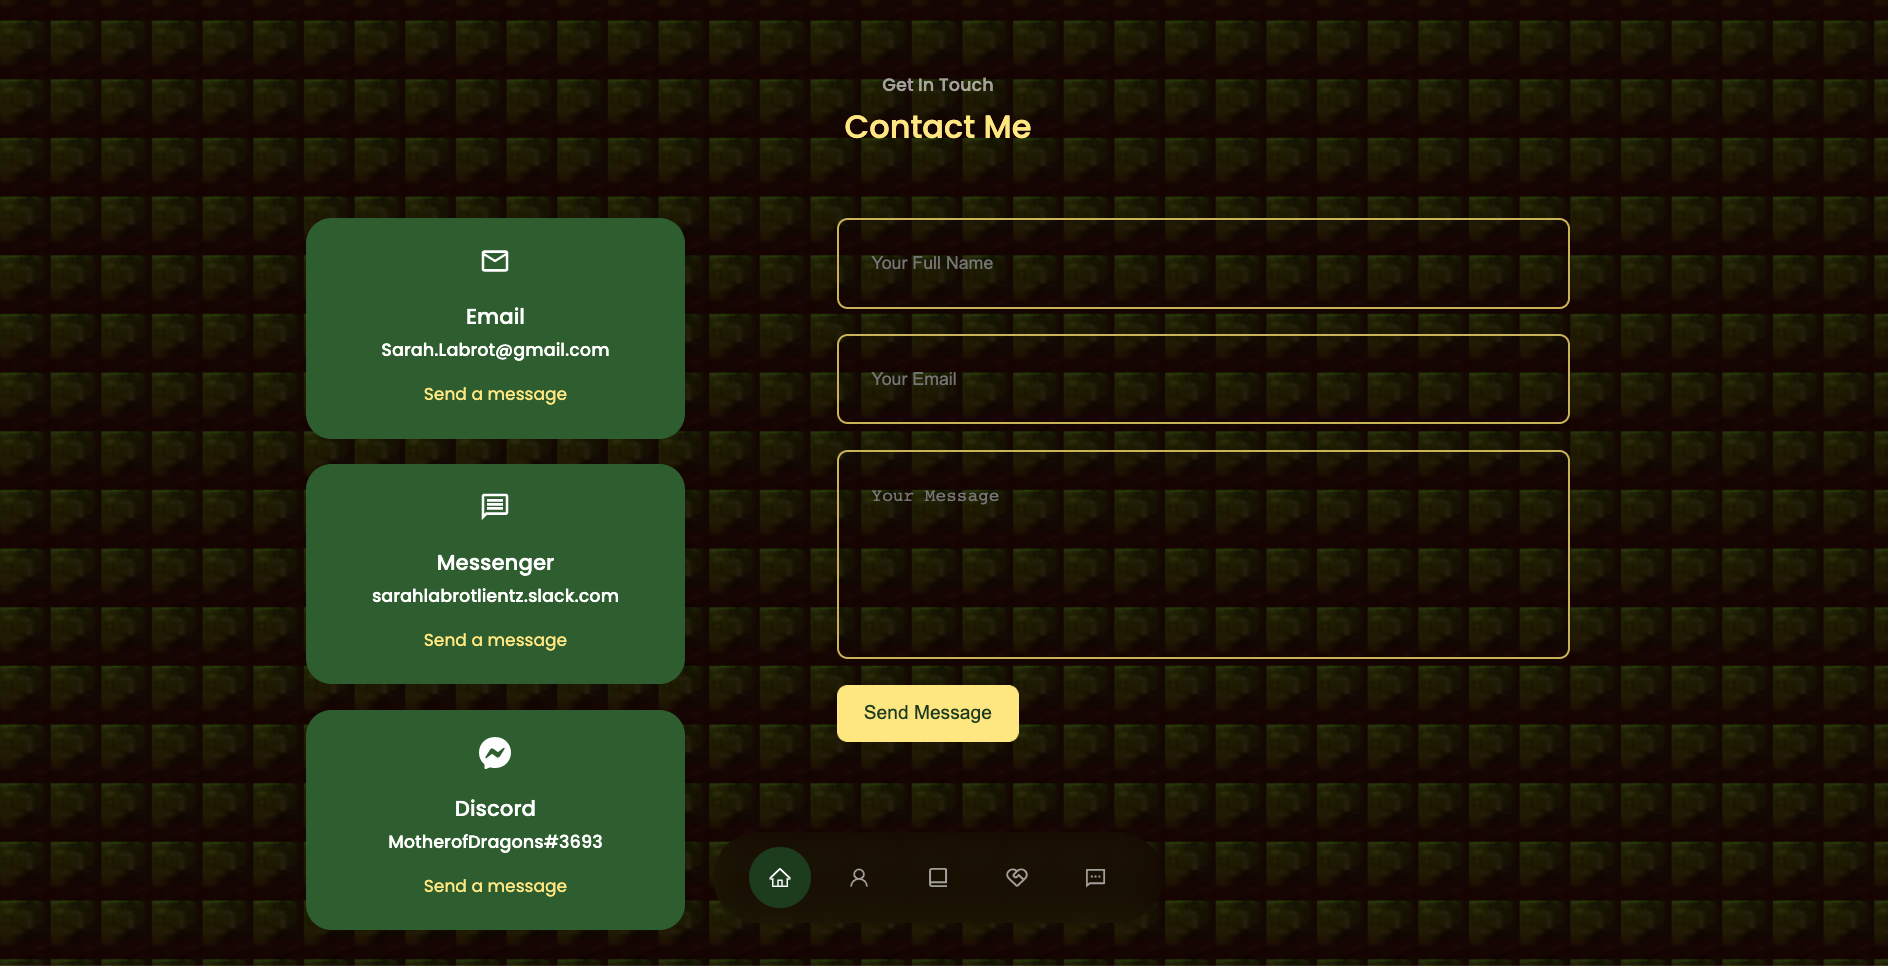 Get In Touch
Contact Me
Email
Sarah.Labrot@gmail.com
Send a message
Messenger
sarahlabrotlientz.slack.com
Send a message
Discord
MotherofDragons#3693
Send a message
Your Full Name
Your Email
Your Message
Send Message